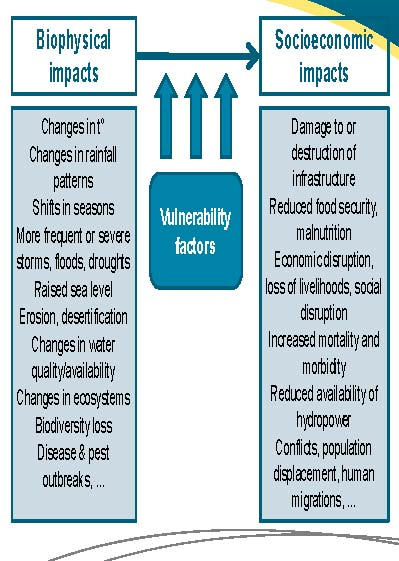 Biophysical
impacts
Socioeconomic
impacts
Changes in t°
Changes in rainfall
patterns
Shifts in seasons
More frequent or severe
storms, floods, droughts
Raised sea level
Erosion, desertification
Changes in water
quality/availability
Changes in ecosystems
Biodiversity loss
Disease & pest
outbreaks, ...
Vulnerability
factors
Damage to or
destruction of
infrastructure
Reduced food security,
malnutrition
Economic disruption,
loss of livelihoods, social
disruption
Increased mortality and
morbidity
Reduced availability of
hydropower
Conflicts, population
displacement, human
migrations, ...